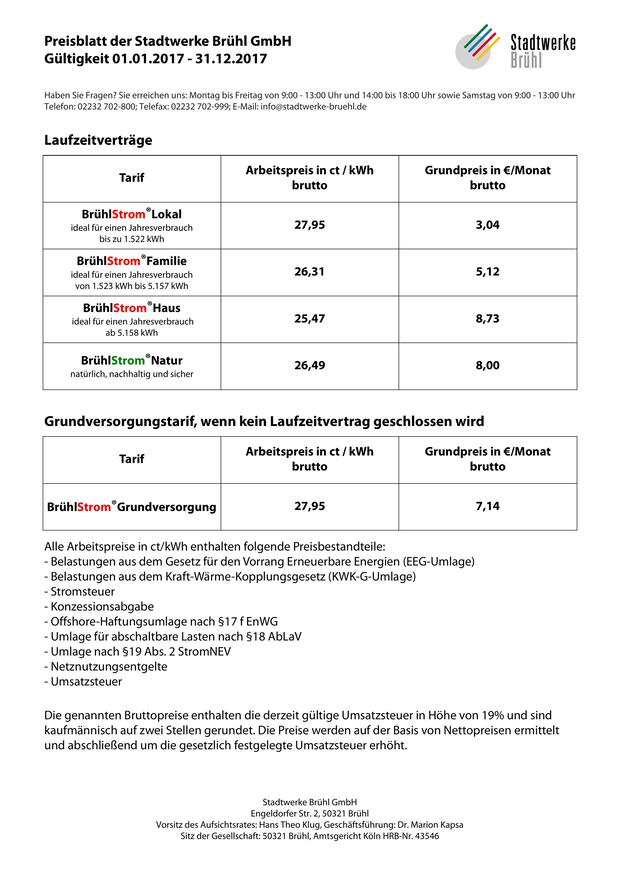 Preisblatt der Stadtwerke Brühl GmbH
Gültigkeit 01.01.2017 - 31.12.2017
Stadtwerke
Brühl
Haben Sie Fragen? Sie erreichen uns: Montag bis Freitag von 9:00 - 13:00 Uhr und 14:00 bis 18:00 Uhr sowie Samstag von 9:00 - 13:00 Uhr
Telefon: 02232 702-800; Telefax: 02232 702-999; E-Mail: info@stadtwerke-bruehl.de
Laufzeitverträge
Tarif
Arbeitspreis in ct / kWh
brutto
Grundpreis in €/Monat
brutto
BrühlStrom®Lokal
ideal für einen Jahresverbrauch
bis zu 1.522 kWh
27,95
3,04
BrühlStrom®Familie
ideal für einen Jahresverbrauch
von 1.523 kWh bis 5.157 kWh
26,31
5,12
BrühlStrom®Haus
ideal für einen Jahresverbrauch
ab 5.158 kWh
25,47
8,73
BrühlStrom®Natur
natürlich, nachhaltig und sicher
26,49
8,00
Grundversorgungstarif, wenn kein Laufzeitvertrag geschlossen wird
Tarif
Arbeitspreis in ct / kWh
brutto
Grundpreis in €/Monat
brutto
BrühlStrom®Grundversorgung
27,95
7,14
Alle Arbeitspreise in ct/kWh enthalten folgende Preisbestandteile:
- Belastungen aus dem Gesetz für den Vorrang Erneuerbare Energien (EEG-Umlage)
- Belastungen aus dem Kraft-Wärme-Kopplungsgesetz (KWK-G-Umlage)
- Stromsteuer
- Konzessionsabgabe
- Offshore-Haftungsumlage nach §17 f EnWG
- Umlage für abschaltbare Lasten nach §18 AbLaV
- Umlage nach §19 Abs. 2 StromNEV
- Netznutzungsentgelte
- Umsatzsteuer
Die genannten Bruttopreise enthalten die derzeit gültige Umsatzsteuer in Höhe von 19% und sind
kaufmännisch auf zwei Stellen gerundet. Die Preise werden auf der Basis von Nettopreisen ermittelt
und abschließend um die gesetzlich festgelegte Umsatzsteuer erhöht.
Stadtwerke Brühl GmbH
Engeldorfer Str. 2, 50321 Brühl
Vorsitz des Aufsichtsrates: Hans Theo Klug, Geschäftsführung: Dr. Marion Kapsa
Sitz der Gesellschaft: 50321 Brühl, Amtsgericht Köln HRB-Nr. 43546